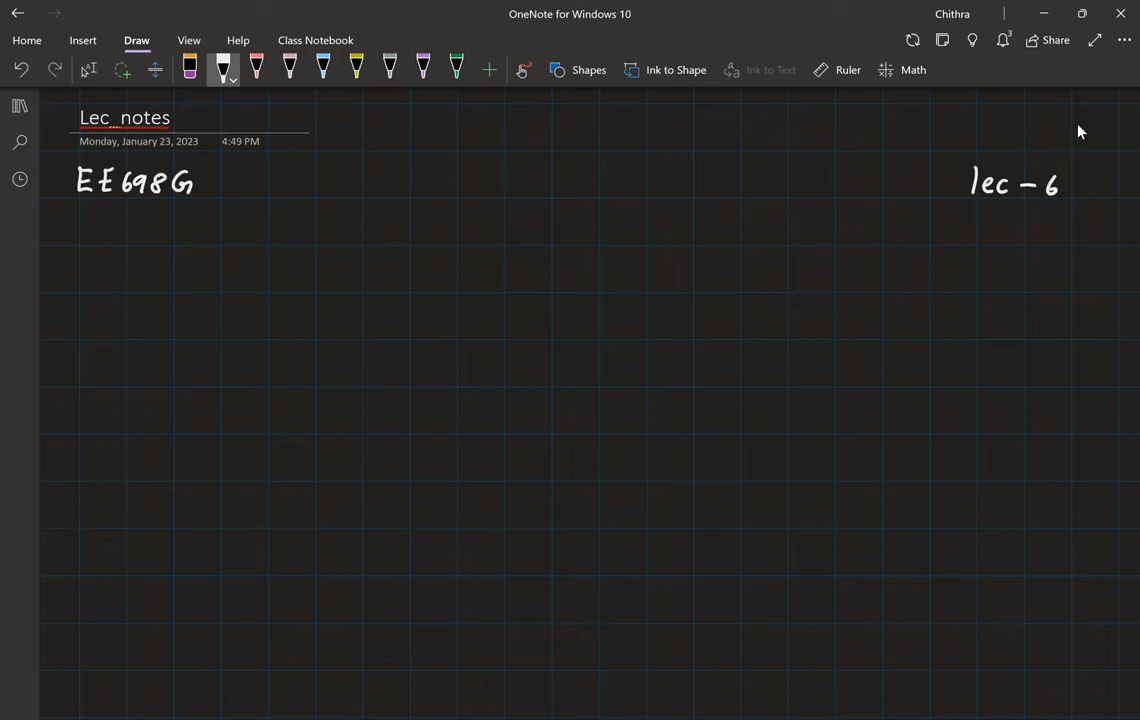 OneNote for Windows 10
Chithra
Home Insert Draw View Help Class Notebook
3 Share
Shapes Ink to Shape Ink to Text Ruler Math
Lec_notes
Monday, January 23, 2023 4:49 PM
EE698G lec - 6